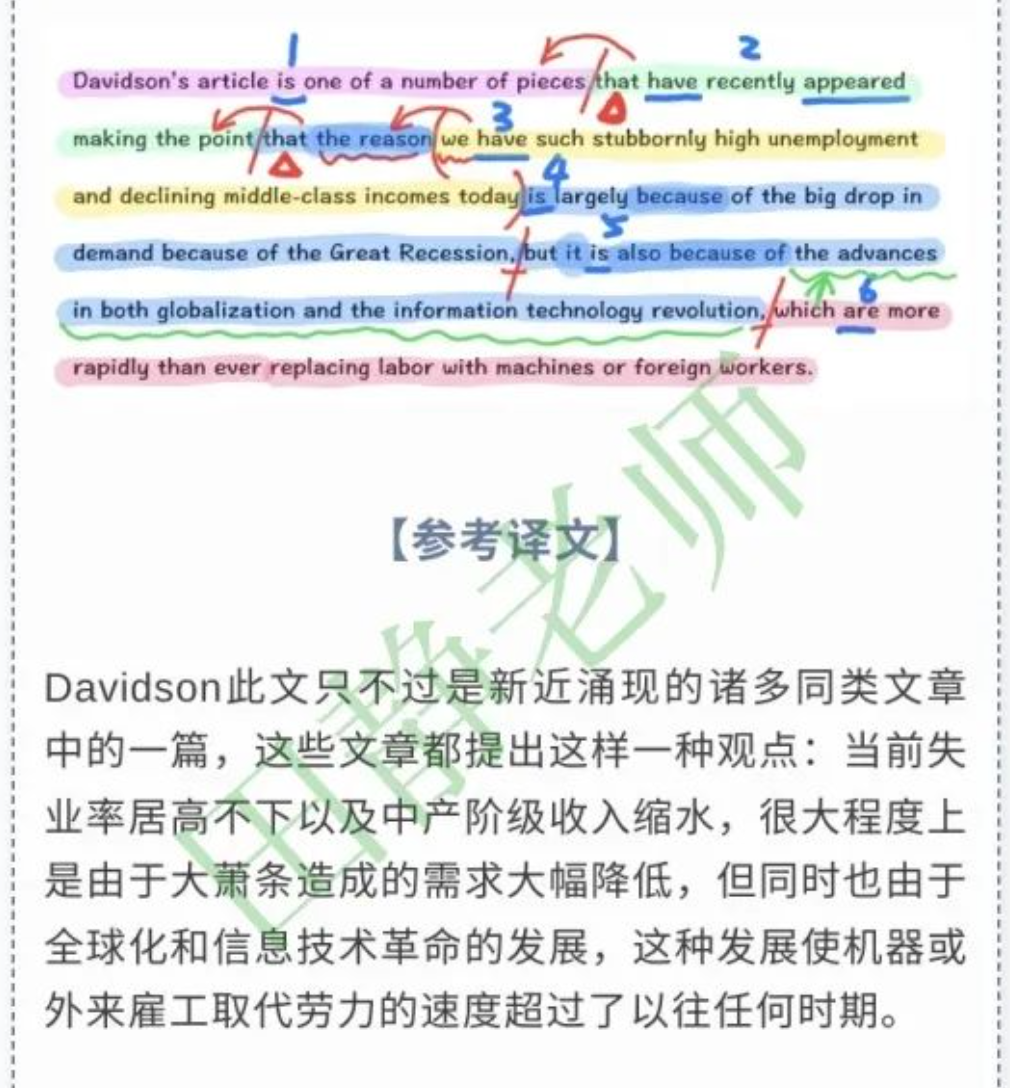 1 2
Davidson's article is one of a number of pieces that have recently appeared
3
making the point that the reason we have such stubbornly high unemployment
4
and declining middle-class incomes today is largely because of the big drop in
5
demand because of the Great Recession, but it is also because of the advances
6
in both globalization and the information technology revolution, which are more
rapidly than ever replacing labor with machines or foreign workers.
【参考译文】
田静老师
Davidson此文只不过是新近涌现的诸多同类文章
中的一篇，这些文章都提出这样一种观点：当前失
业率居高不下以及中产阶级收入缩水，很大程度上
是由于大萧条造成的需求大幅降低，但同时也由于
全球化和信息技术革命的发展，这种发展使机器或
外来雇工取代劳力的速度超过了以往任何时期。